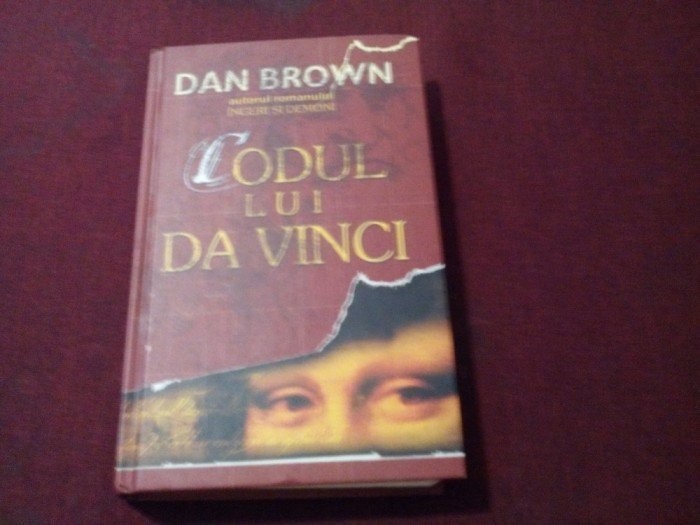 DAN BROWN
autorul romanului
ÎNGERI ȘI DEMONI
CODUL
LUI
DA VINCI